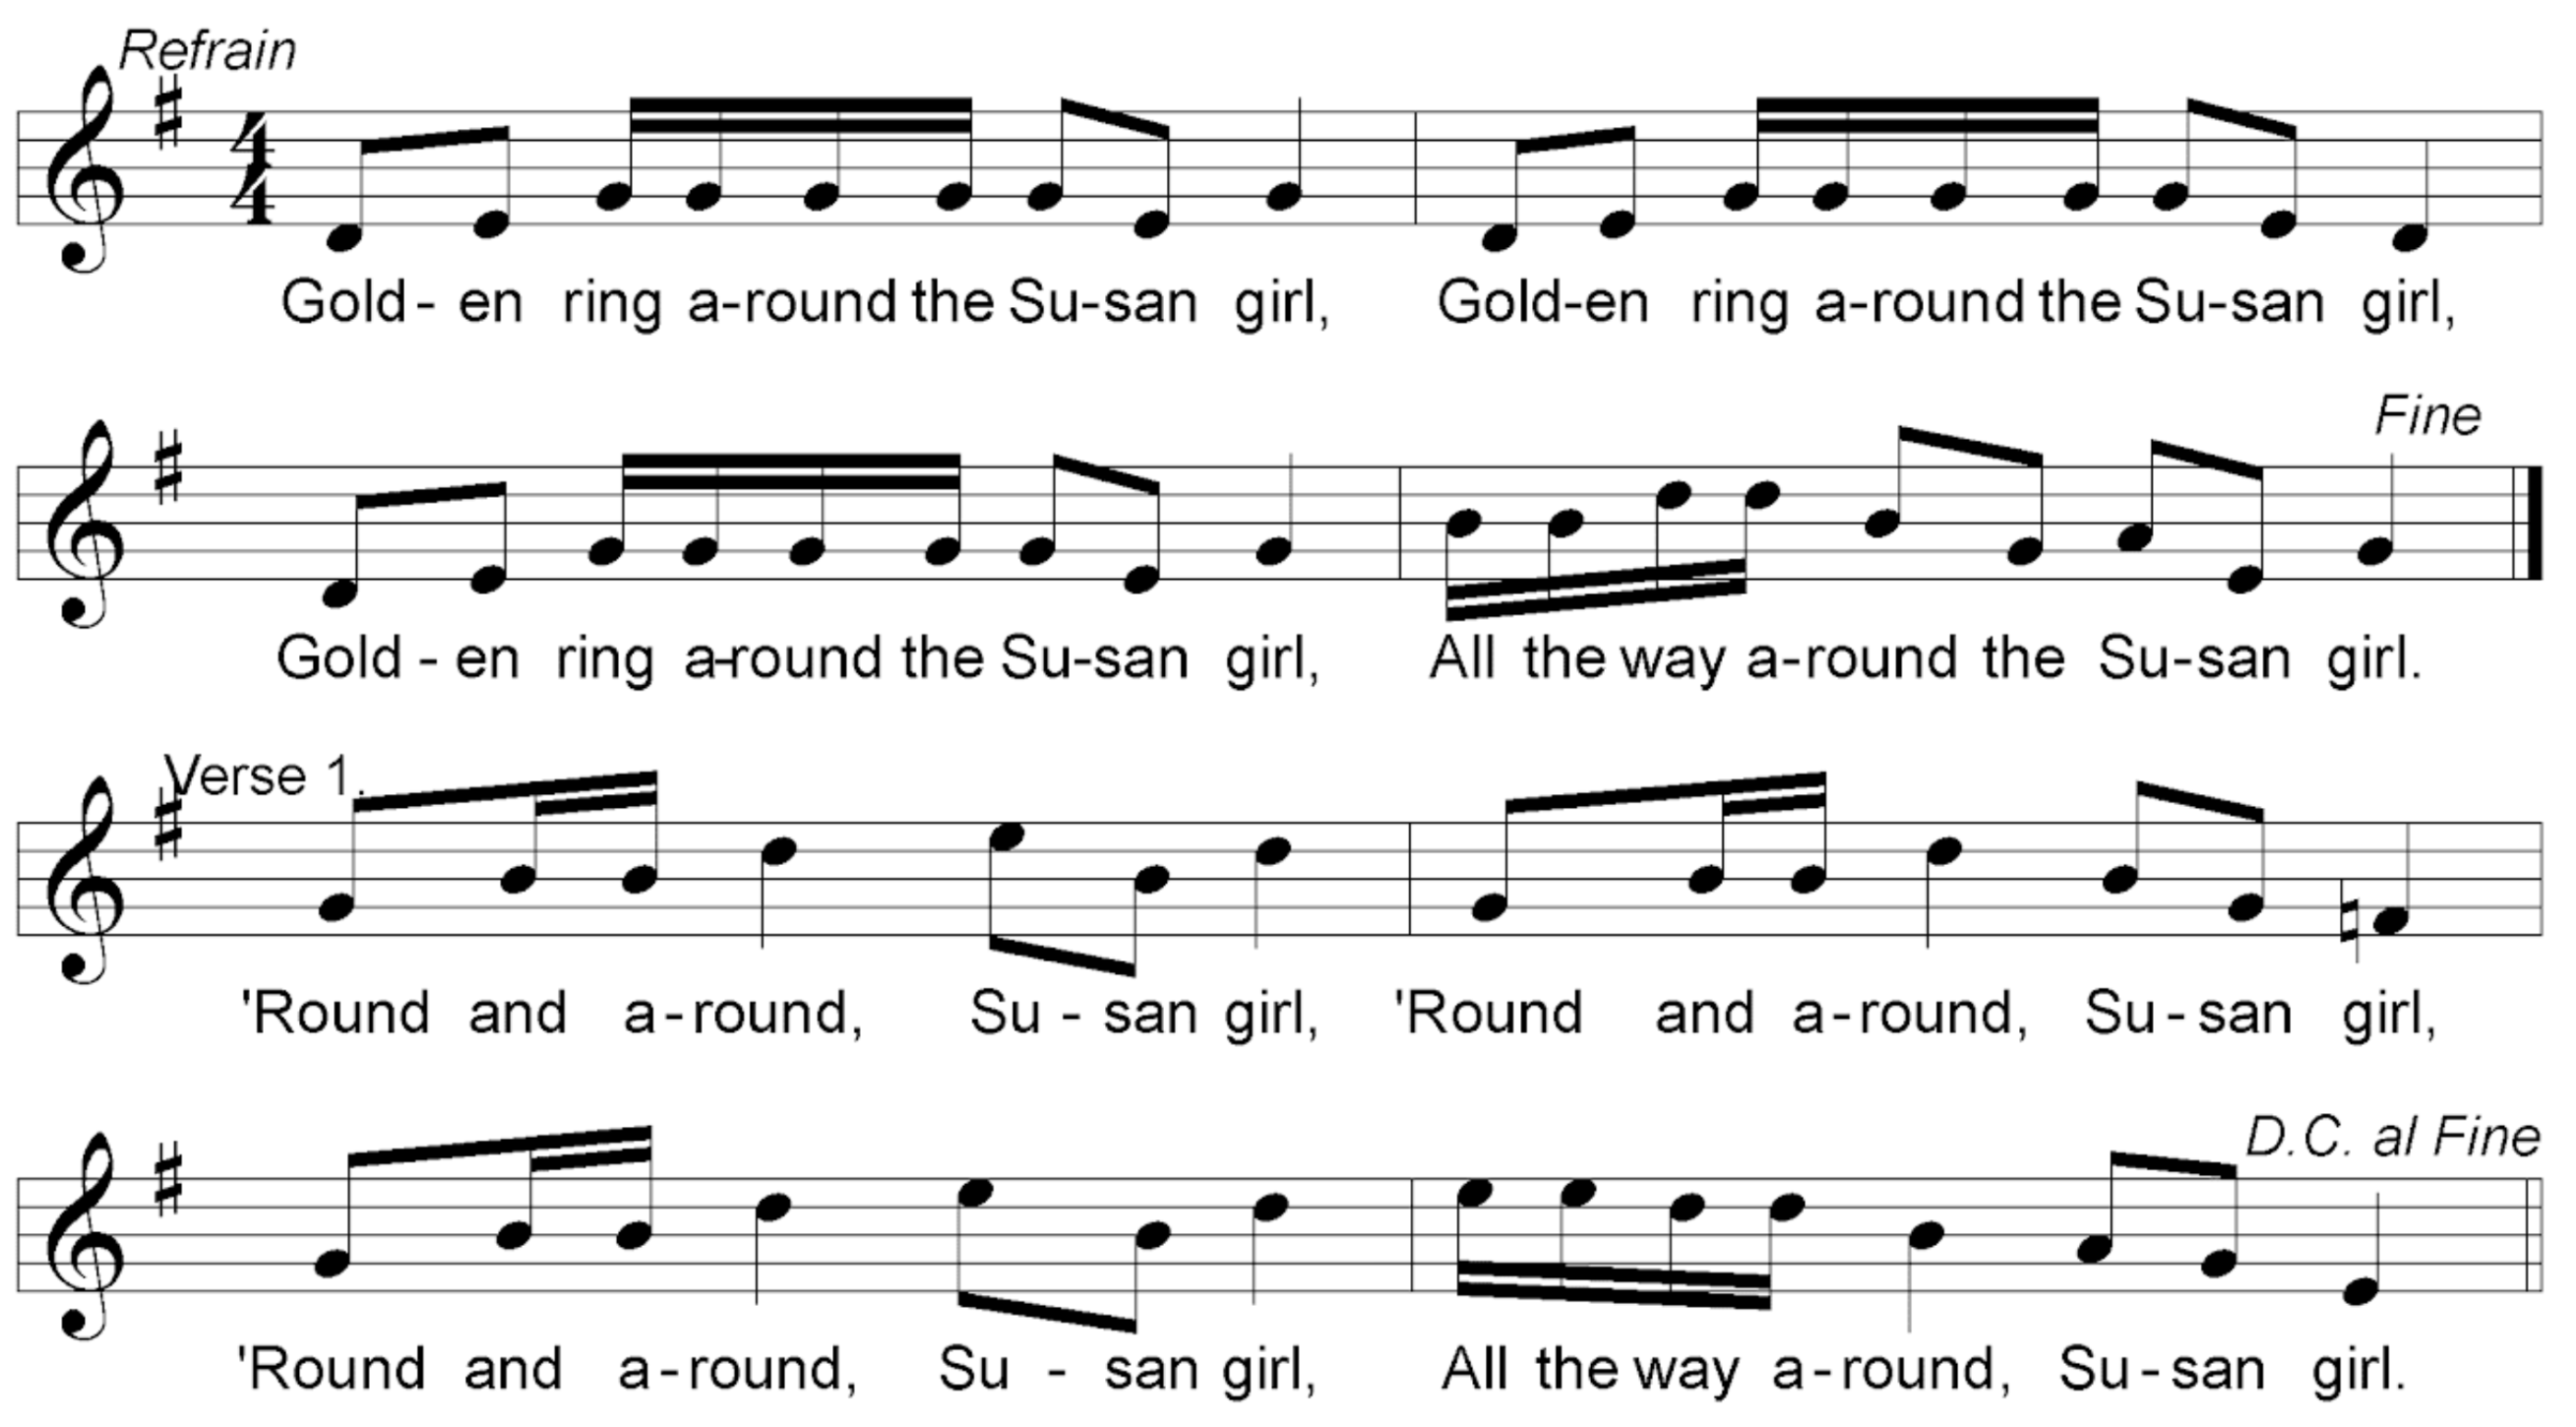 Refrain
Gold- en ring a-round the Su-san girl, Gold-en ring a-round the Su-san girl,
Fine
Gold - en ring a-round the Su-san girl, All the way a-round the Su-san girl.
Verse 1.
'Round and a-round, Su - san girl, 'Round and a-round, Su-san girl,
D.C. al Fine
'Round and a-round, Su - san girl, All the way a-round, Su-san girl.